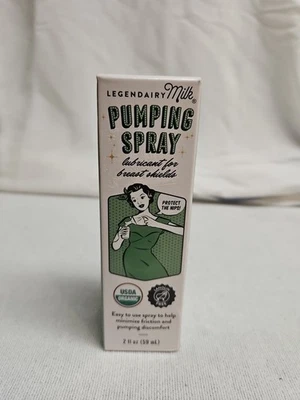 LEGENDAIRY Milk®
PUMPING
SPRAY
lubricant for
breast shields
PROTECT
THE NIPS!
USDA
ORGANIC
Easy to use spray to help
minimize friction and
pumping discomfort
2 fl oz (59 mL)